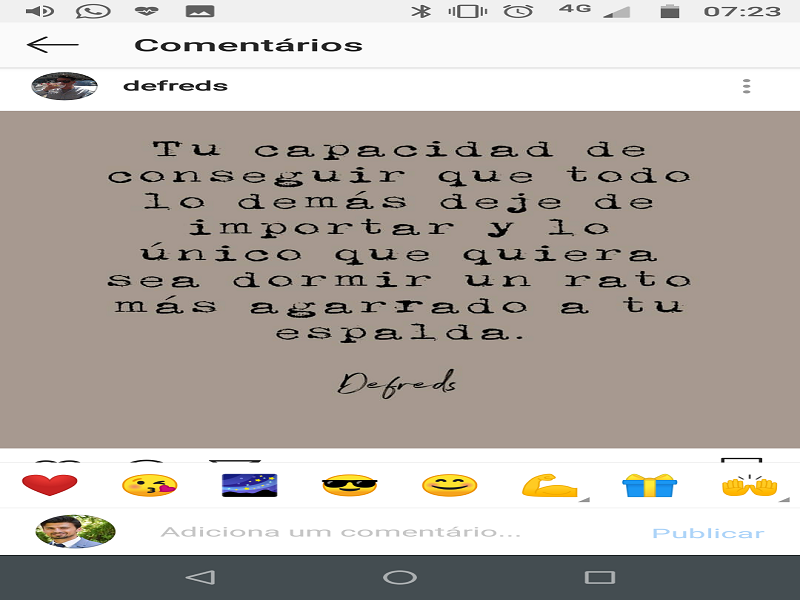 4G 07:23
Comentários
defreds
Tu capacidad de
conseguir que todo
lo demás deje de
importar y lo
único que quiera
sea dormir un rato
más agarrado a tu
espalda.
Defreds
Adiciona um comentário... Publicar